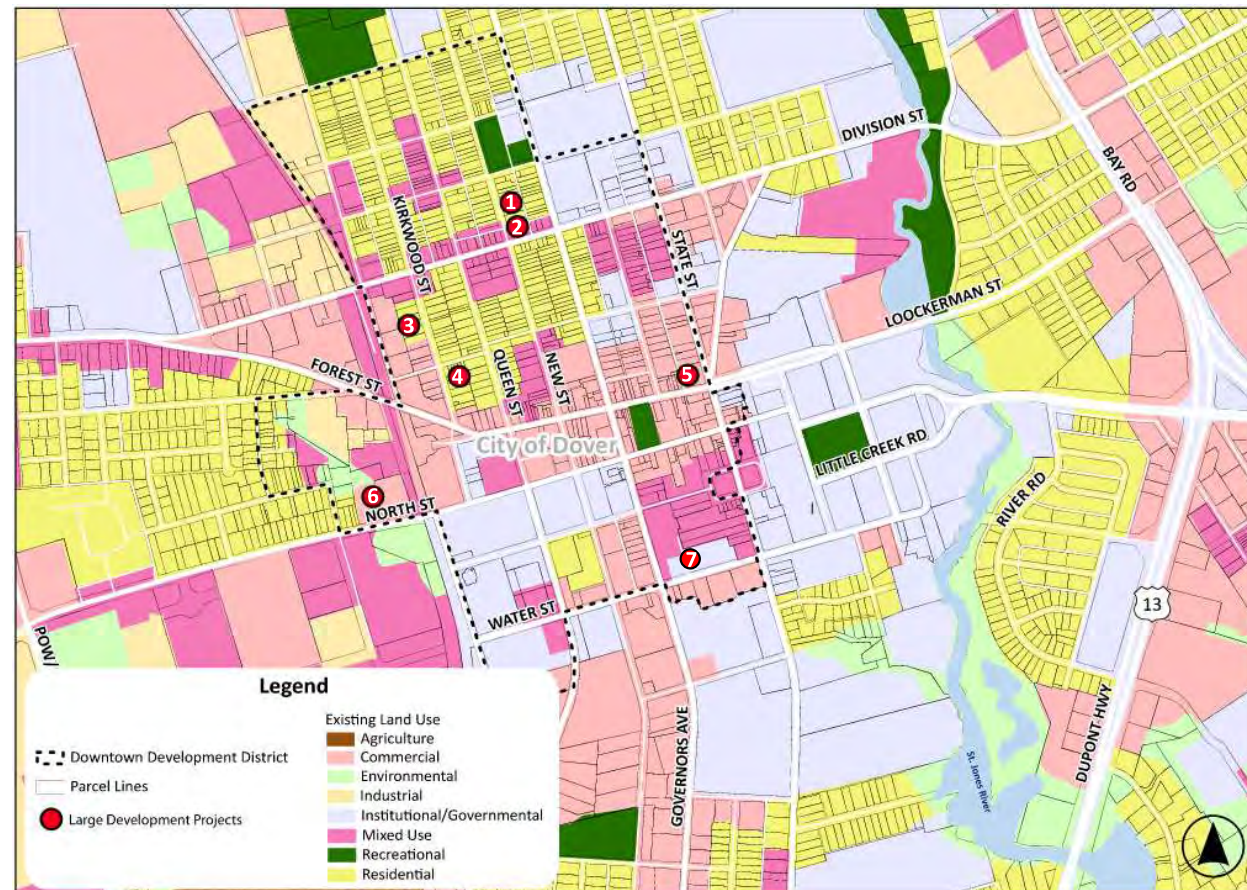 DIVISION ST
BAY RD
1
2
KIRKWOOD ST
STATE ST
LOOCKERMAN ST
3
FOREST ST
QUEEN ST
NEW ST
4
5
City of Dover
LITTLE CREEK RD
6
NORTH ST
RIVER RD
7
13
WATER ST
POW/
GOVERNORS AVE
DUPONT HWY
St. Jones River
Legend
Downtown Development District
Parcel Lines
Large Development Projects
Existing Land Use
Agriculture
Commercial
Environmental
Industrial
Institutional/Governmental
Mixed Use
Recreational
Residential